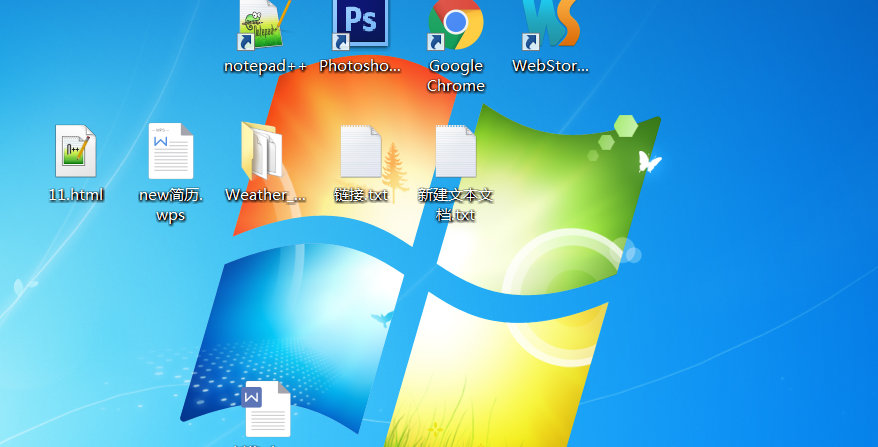 Ps
notepad++
Photosho...
Google
Chrome
WebStor...
11.html
new简历.
wps
Weather_...
链接.txt
新建文本文
档.txt
W